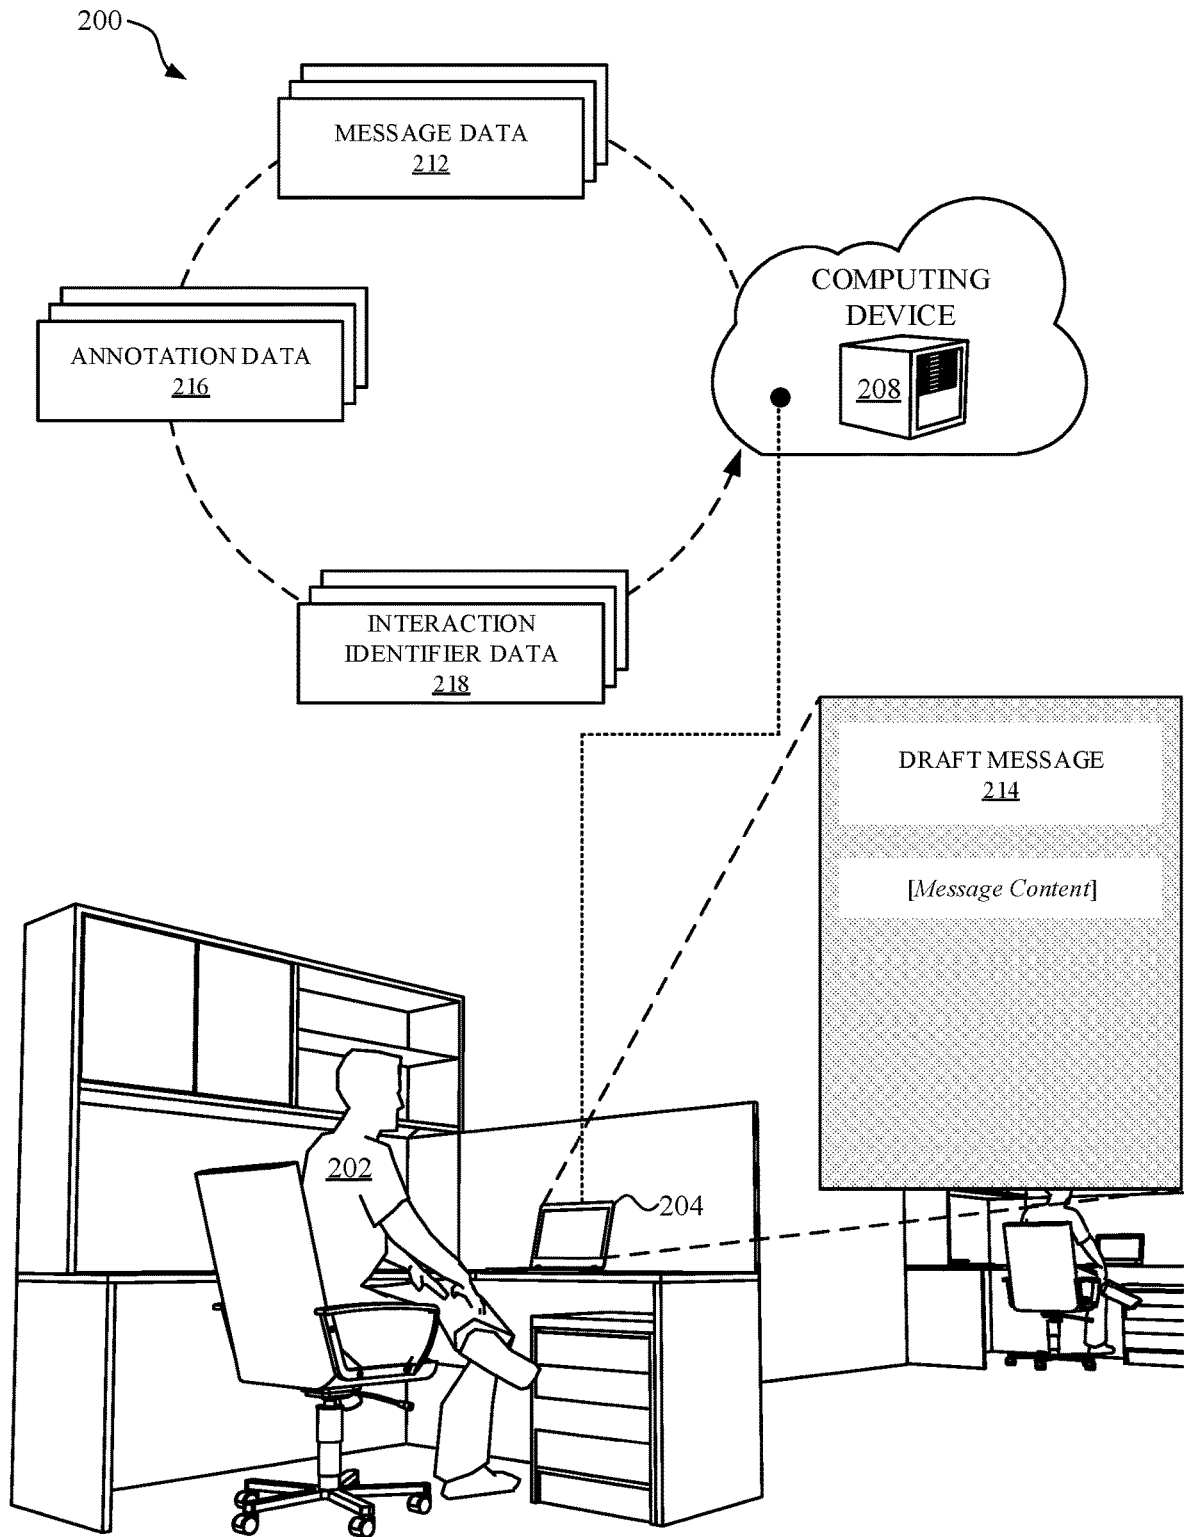 200
MESSAGE DATA
212
COMPUTING
DEVICE
208
ANNOTATION DATA
216
INTERACTION
IDENTIFIER DATA
218
DRAFT MESSAGE
214
[Message Content]
202
204